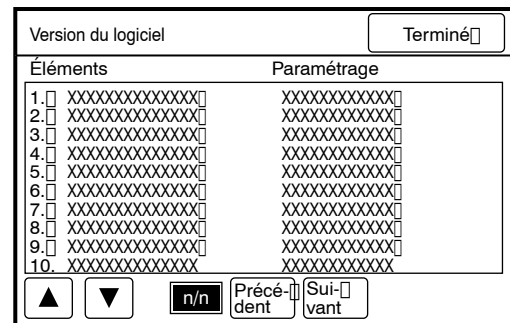 Version du logiciel Terminé
Éléments Paramétrage
1. XXXXXXXXXXXXXX XXXXXXXXXXXX
2. XXXXXXXXXXXXXX XXXXXXXXXXXX
3. XXXXXXXXXXXXXX XXXXXXXXXXXX
4. XXXXXXXXXXXXXX XXXXXXXXXXXX
5. XXXXXXXXXXXXXX XXXXXXXXXXXX
6. XXXXXXXXXXXXXX XXXXXXXXXXXX
7. XXXXXXXXXXXXXX XXXXXXXXXXXX
8. XXXXXXXXXXXXXX XXXXXXXXXXXX
9. XXXXXXXXXXXXXX XXXXXXXXXXXX
10. XXXXXXXXXXXXXX XXXXXXXXXXXX
▲ ▼ n/n
Précé-
dent
Sui-
vant